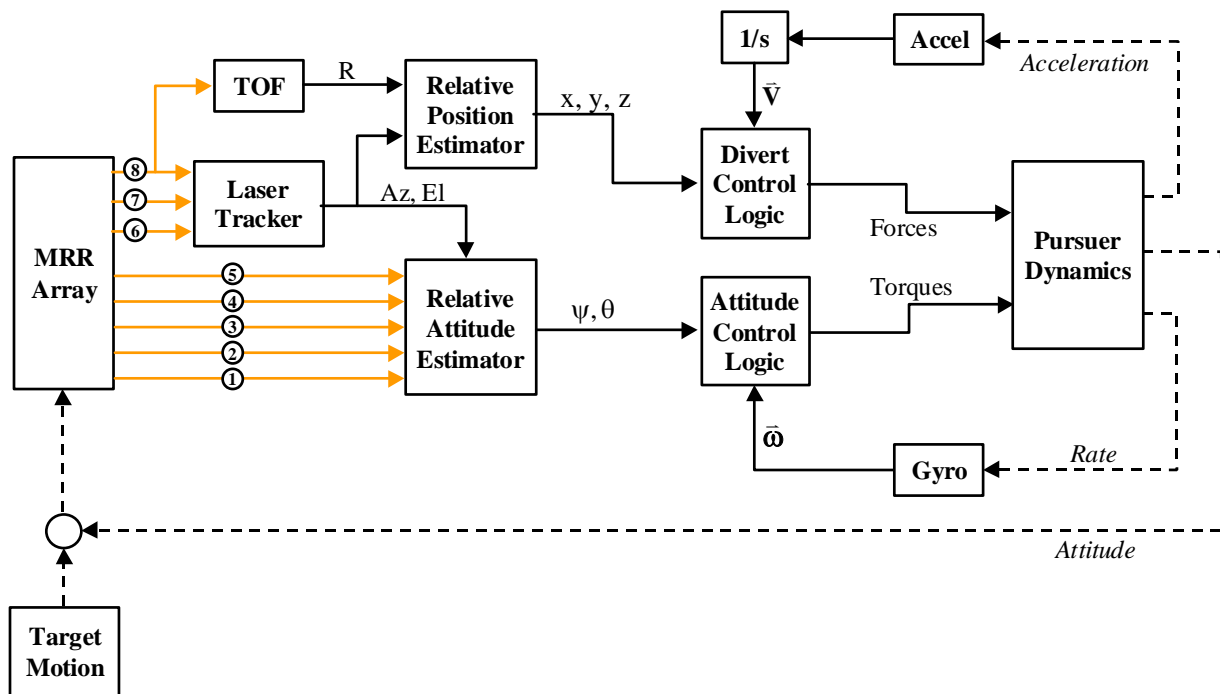 1/s
Accel
Acceleration
TOF
R
Relative
Position
Estimator
x, y, z
V̄
Divert
Control
Logic
MRR
Array
8
7
6
5
4
3
2
1
Laser
Tracker
Az, El
Forces
Pursuer
Dynamics
Torques
Relative
Attitude
Estimator
ψ, θ
Attitude
Control
Logic
ω̄
Gyro
Rate
Attitude
Target
Motion